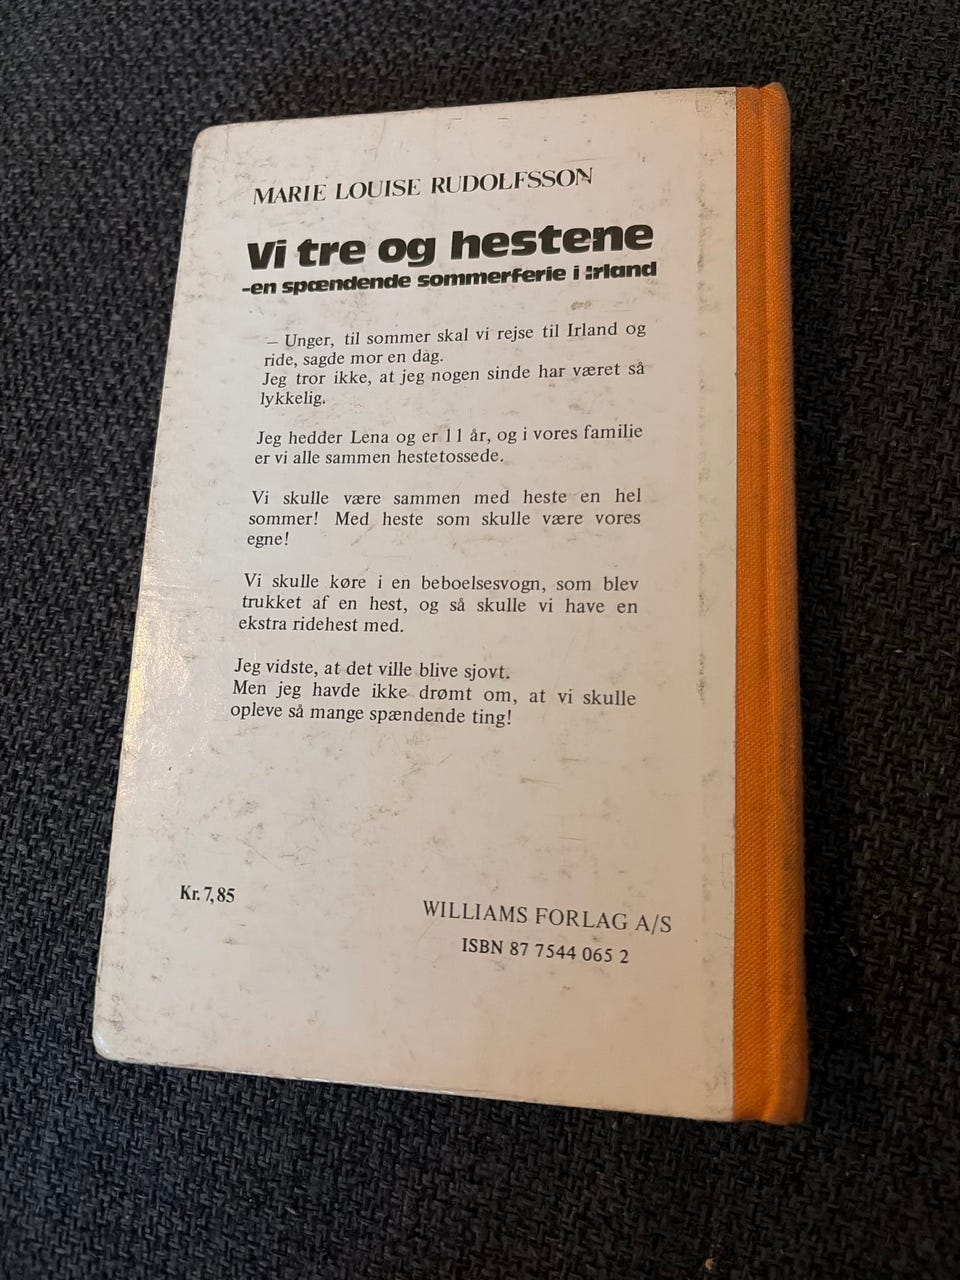 MARIE LOUISE RUDOLFSSON
Vi tre og hestene
-en spændende sommerferie i Irland
— Unger, til sommer skal vi rejse til Irland og
ride, sagde mor en dag.
Jeg tror ikke, at jeg nogen sinde har været så
lykkelig.
Jeg hedder Lena og er 11 år, og i vores familie
er vi alle sammen hestetossede.
Vi skulle være sammen med heste en hel
sommer! Med heste som skulle være vores
egne!
Vi skulle køre i en beboelsesvogn, som blev
trukket af en hest, og så skulle vi have en
ekstra ridehest med.
Jeg vidste, at det ville blive sjovt.
Men jeg havde ikke drømt om, at vi skulle
opleve så mange spændende ting!
Kr. 7,85
WILLIAMS FORLAG A/S
ISBN 87 7544 065 2